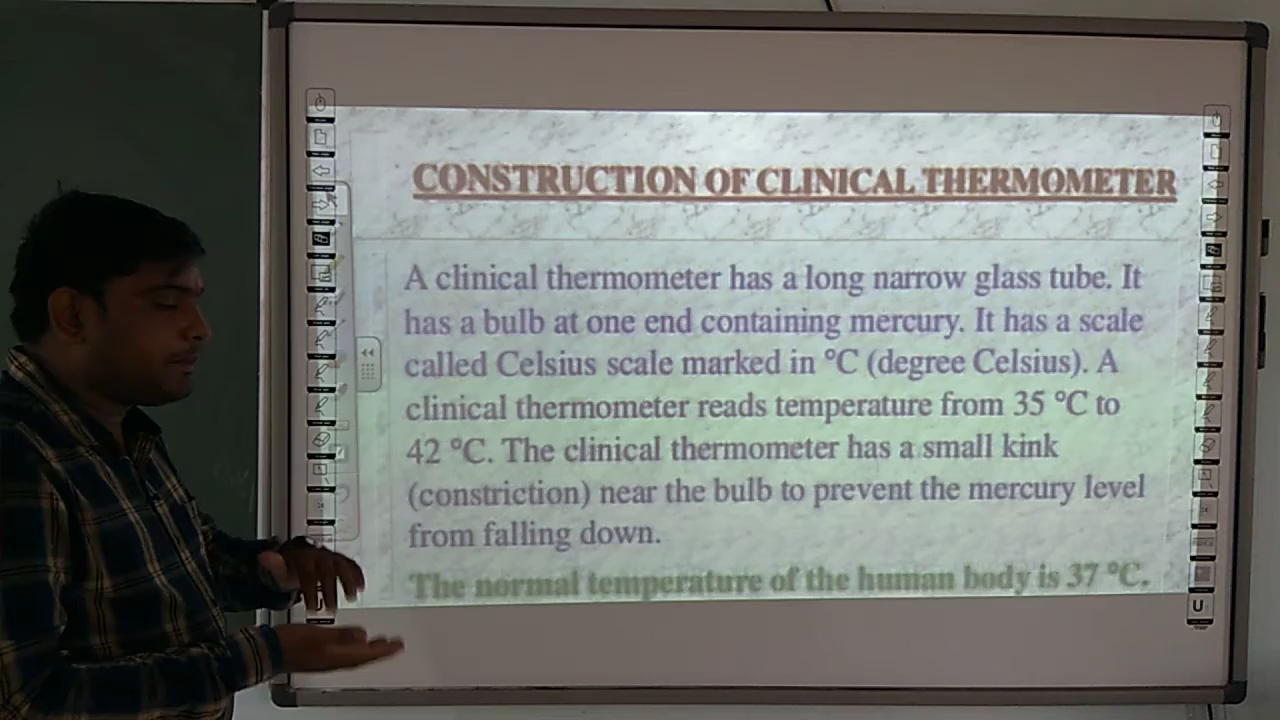 CONSTRUCTION OF CLINICAL THERMOMETER
A clinical thermometer has a long narrow glass tube. It
has a bulb at one end containing mercury. It has a scale
called Celsius scale marked in °C (degree Celsius). A
clinical thermometer reads temperature from 35 °C to
42 °C. The clinical thermometer has a small kink
(constriction) near the bulb to prevent the mercury level
from falling down.
The normal temperature of the human body is 37 °C.